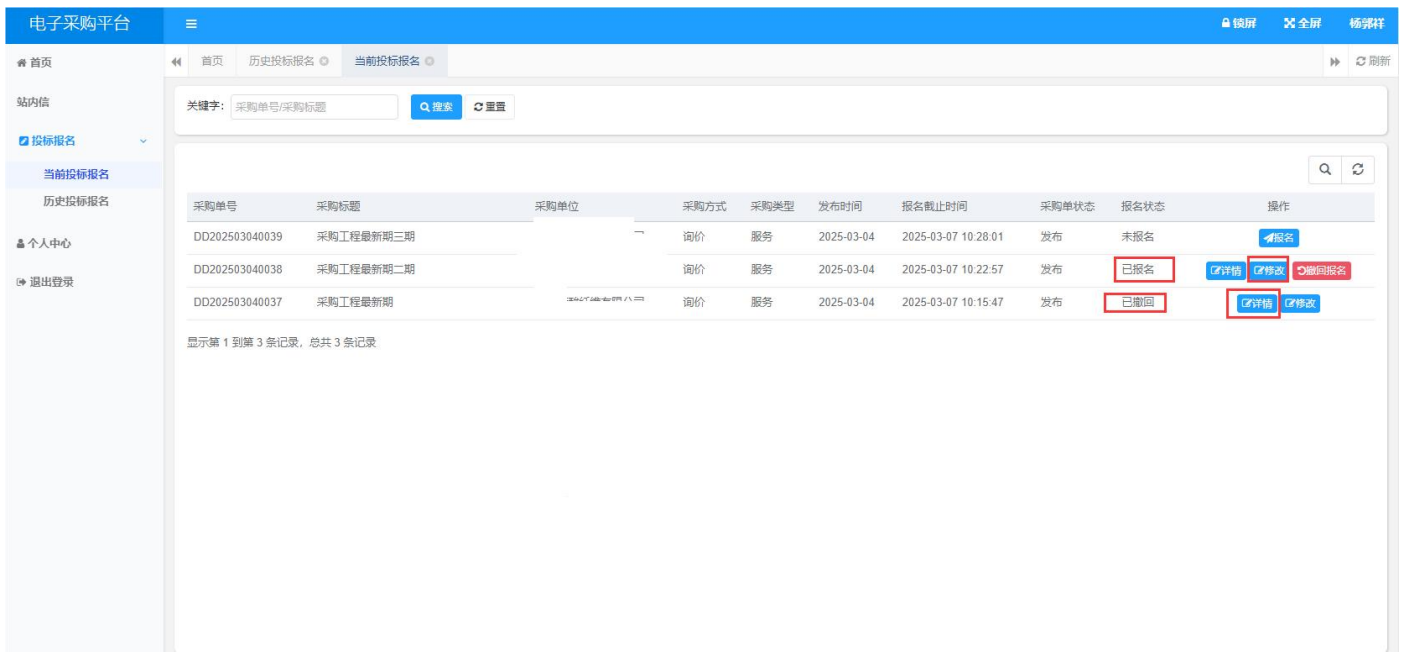 电子采购平台 锁屏 全屏 杨郭祥
首页 首页 历史投标报名 当前投标报名 刷新
站内信 关键字: 采购单号/采购标题 搜索 重置
投标报名
当前投标报名
历史投标报名
个人中心
退出登录
采购单号 采购标题 采购单位 采购方式 采购类型 发布时间 报名截止时间 采购单状态 报名状态 操作
DD202503040039 采购工程最新期三期 询价 服务 2025-03-04 2025-03-07 10:28:01 发布 未报名 报名
DD202503040038 采购工程最新期二期 询价 服务 2025-03-04 2025-03-07 10:22:57 发布 已报名 详情 修改 撤回报名
DD202503040037 采购工程最新期 询价 服务 2025-03-04 2025-03-07 10:15:47 发布 已撤回 详情 修改
显示第 1 到第 3 条记录，总共 3 条记录